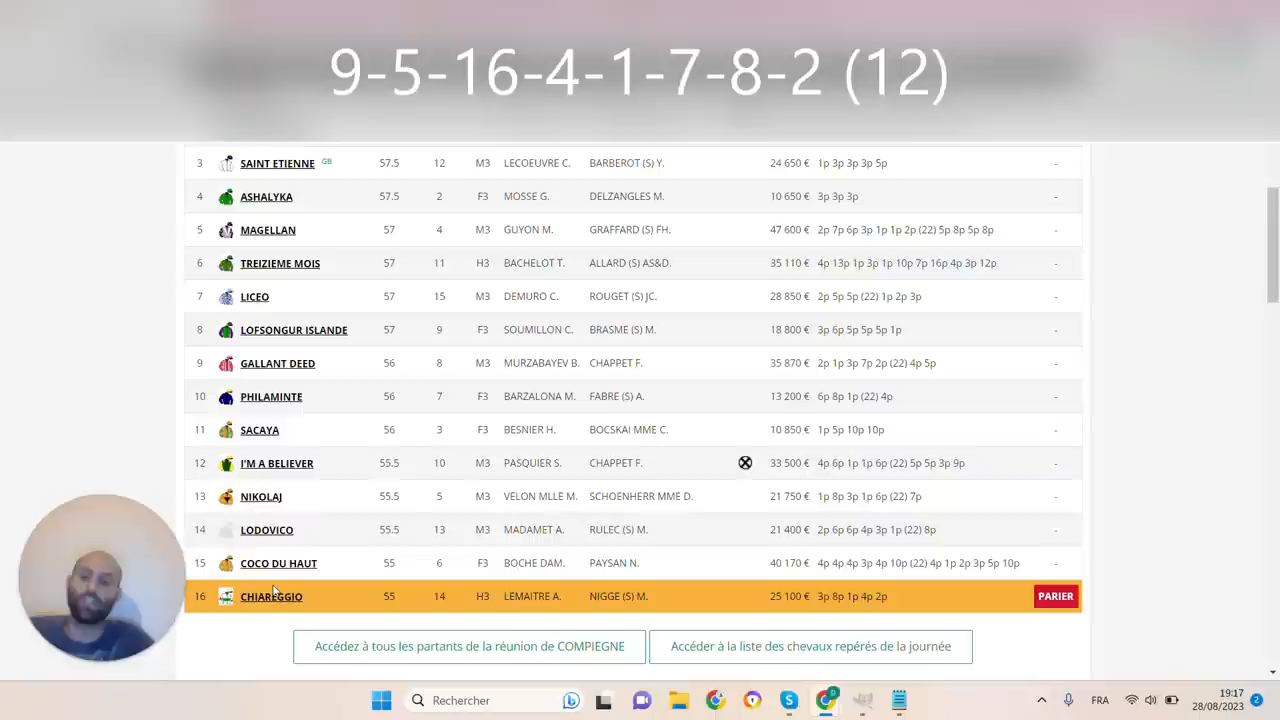 9-5-16-4-1-7-8-2 (12)
3 SAINT ETIENNE GB 57.5 12 M3 LECOEUVRE C. BARBEROT (S) Y. 24 650 € 1p 3p 3p 3p 5p -
4 ASHALYKA 57.5 2 F3 MOSSE G. DELZANGLES M. 10 650 € 3p 3p 3p -
5 MAGELLAN 57 4 M3 GUYON M. GRAFFARD (S) FH. 47 600 € 2p 7p 6p 3p 1p 1p 2p (22) 5p 8p 5p 8p -
6 TREIZIEME MOIS 57 11 H3 BACHELOT T. ALLARD (S) AS&D. 35 110 € 4p 13p 1p 3p 1p 10p 7p 16p 4p 3p 12p -
7 LICEO 57 15 M3 DEMURO C. ROUGET (S) JC. 28 850 € 2p 5p 5p (22) 1p 2p 3p -
8 LOFSONGUR ISLANDE 57 9 F3 SOUMILLON C. BRASME (S) M. 18 800 € 3p 6p 5p 5p 5p 1p -
9 GALLANT DEED 56 8 M3 MURZABAYEV B. CHAPPET F. 35 870 € 2p 1p 3p 7p 2p (22) 4p 5p -
10 PHILAMINTE 56 7 F3 BARZALONA M. FABRE (S) A. 13 200 € 6p 8p 1p (22) 4p -
11 SACAYA 56 3 F3 BESNIER H. BOCSKAI MME C. 10 850 € 1p 5p 10p 10p -
12 I'M A BELIEVER 55.5 10 M3 PASQUIER S. CHAPPET F. 33 500 € 4p 6p 1p 1p 6p (22) 5p 5p 3p 9p -
13 NIKOLAJ 55.5 5 M3 VELON MLLE M. SCHOENHERR MME D. 21 750 € 1p 8p 3p 1p 6p (22) 7p -
14 LODOVICO 55.5 13 M3 MADAMET A. RULEC (S) M. 21 400 € 2p 6p 6p 4p 3p 1p (22) 8p -
15 COCO DU HAUT 55 6 F3 BOCHE DAM. PAYSAN N. 40 170 € 4p 4p 4p 3p 4p 10p (22) 4p 1p 2p 3p 5p 10p -
16 CHIAREGGIO 55 14 H3 LEMAITRE A. NIGGE (S) M. 25 100 € 3p 8p 1p 4p 2p PARIER
Accédez à tous les partants de la réunion de COMPIEGNE Accéder à la liste des chevaux repérés de la journée
Rechercher FRA 19:17
28/08/2023 2